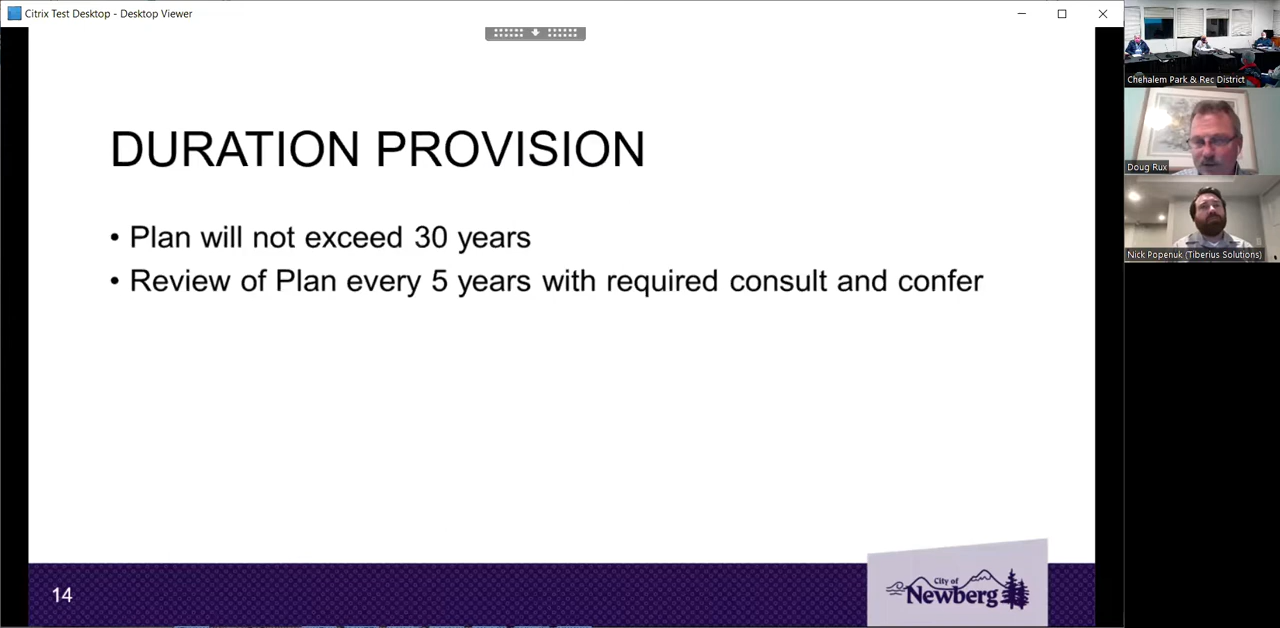 Citrix Test Desktop - Desktop Viewer
DURATION PROVISION
• Plan will not exceed 30 years
• Review of Plan every 5 years with required consult and confer
14
City of
Newberg
Chehalem Park & Rec District
Doug Rux
Nick Popenuk (Tiberius Solutions)